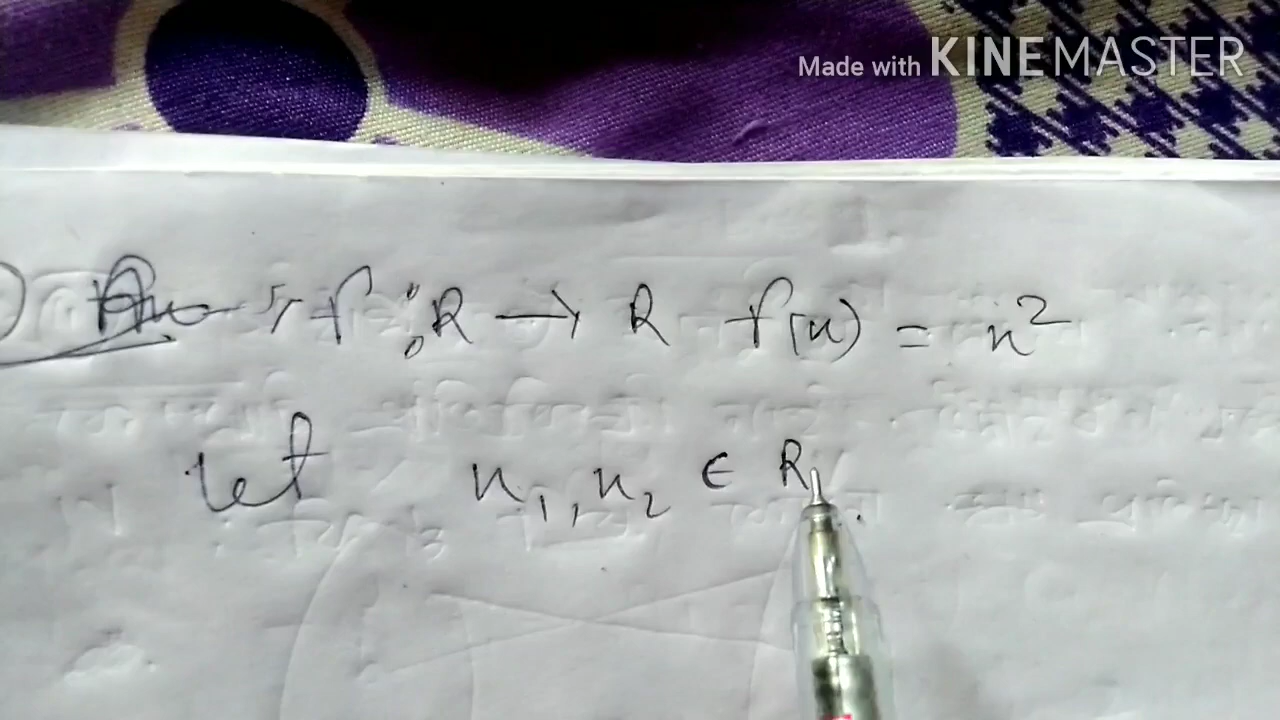 Made with KINEMASTER
f : R → R f(x) = x²
let x₁, x₂ ∈ R